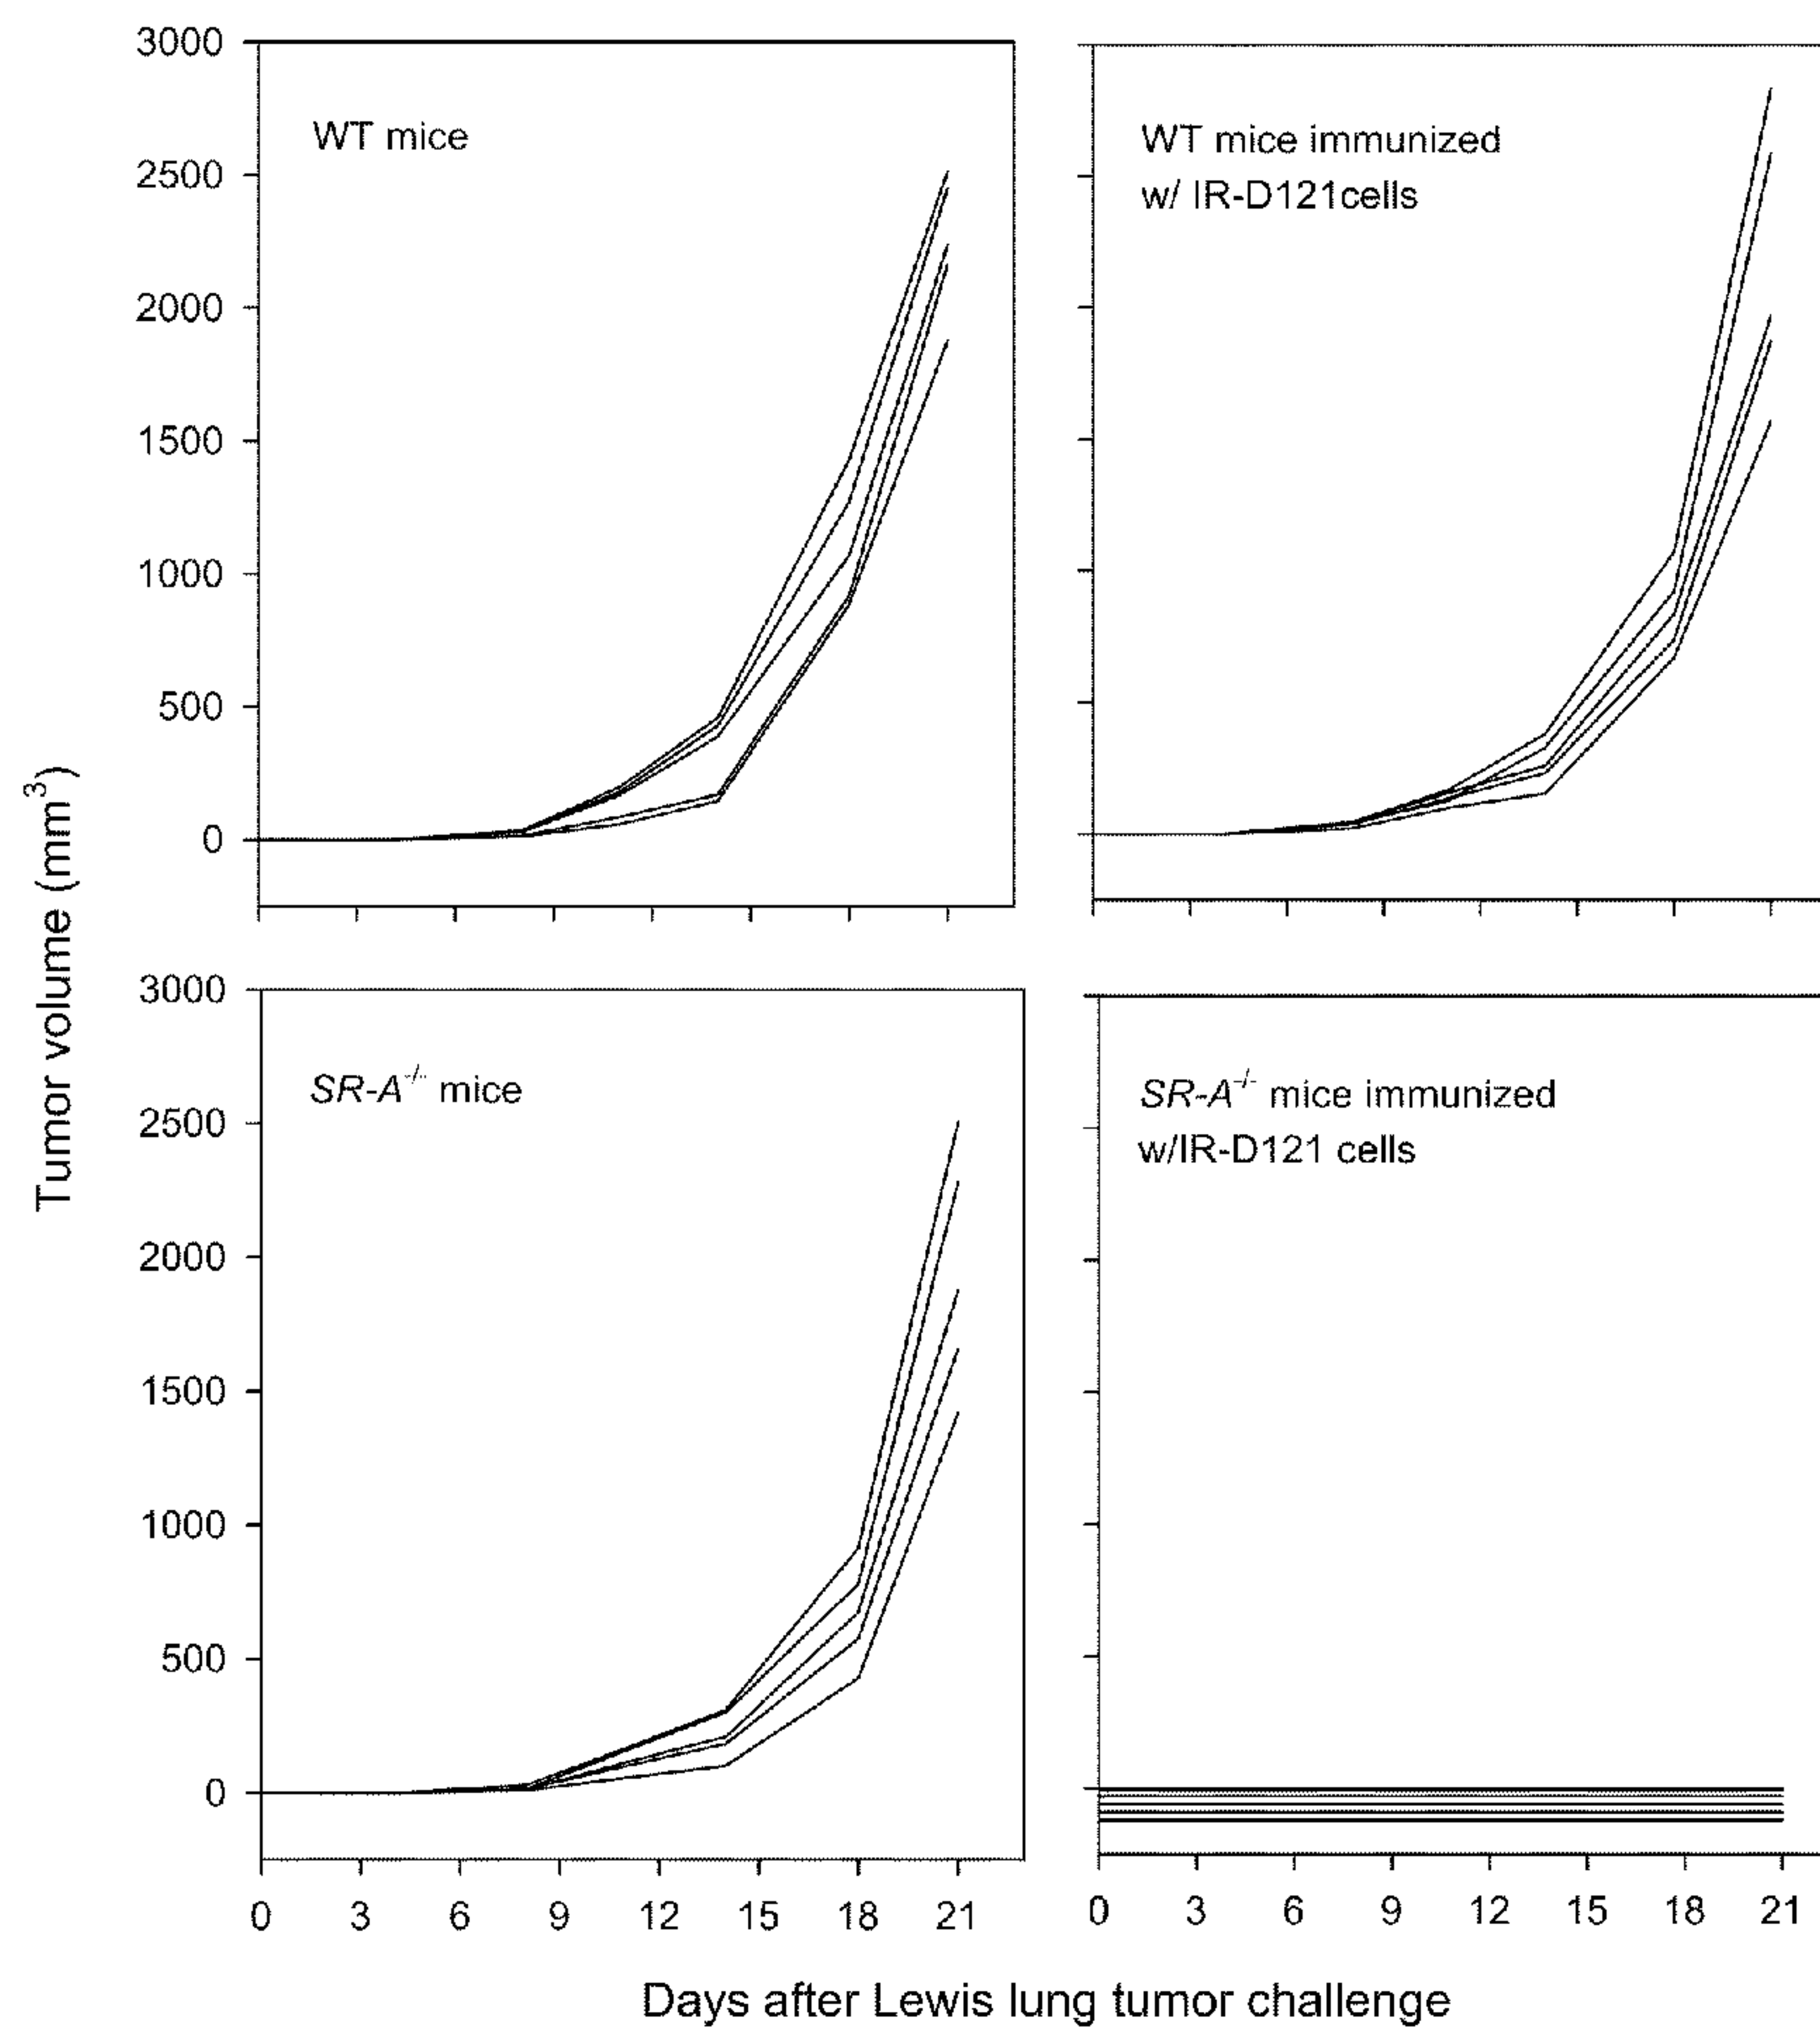 3000
2500
2000
1500
1000
500
0
WT mice
WT mice immunized
w/ IR-D121cells
Tumor volume (mm³)
3000
2500
2000
1500
1000
500
0
SR-A-/- mice
SR-A-/- mice immunized
w/IR-D121 cells
0 3 6 9 12 15 18 21
0 3 6 9 12 15 18 21
Days after Lewis lung tumor challenge